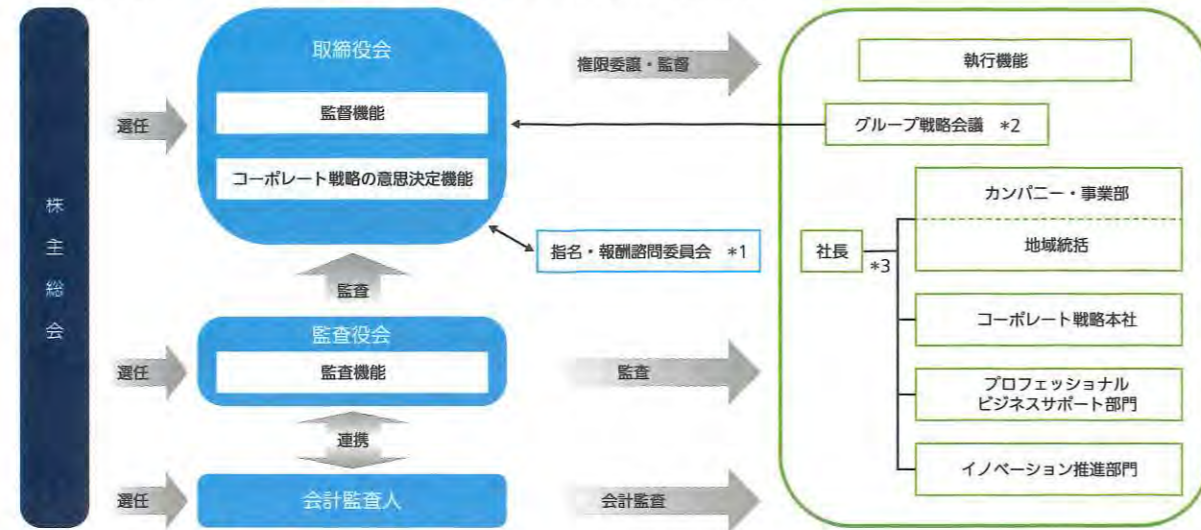 株主総会
選任
取締役会
監督機能
コーポレート戦略の意思決定機能
権限委譲・監督
執行機能
グループ戦略会議 *2
指名・報酬諮問委員会 *1
社長
*3
カンパニー・事業部
地域統括
コーポレート戦略本社
プロフェッショナル
ビジネスサポート部門
イノベーション推進部門
監査
選任
監査役会
監査機能
監査
連携
選任
会計監査人
会計監査